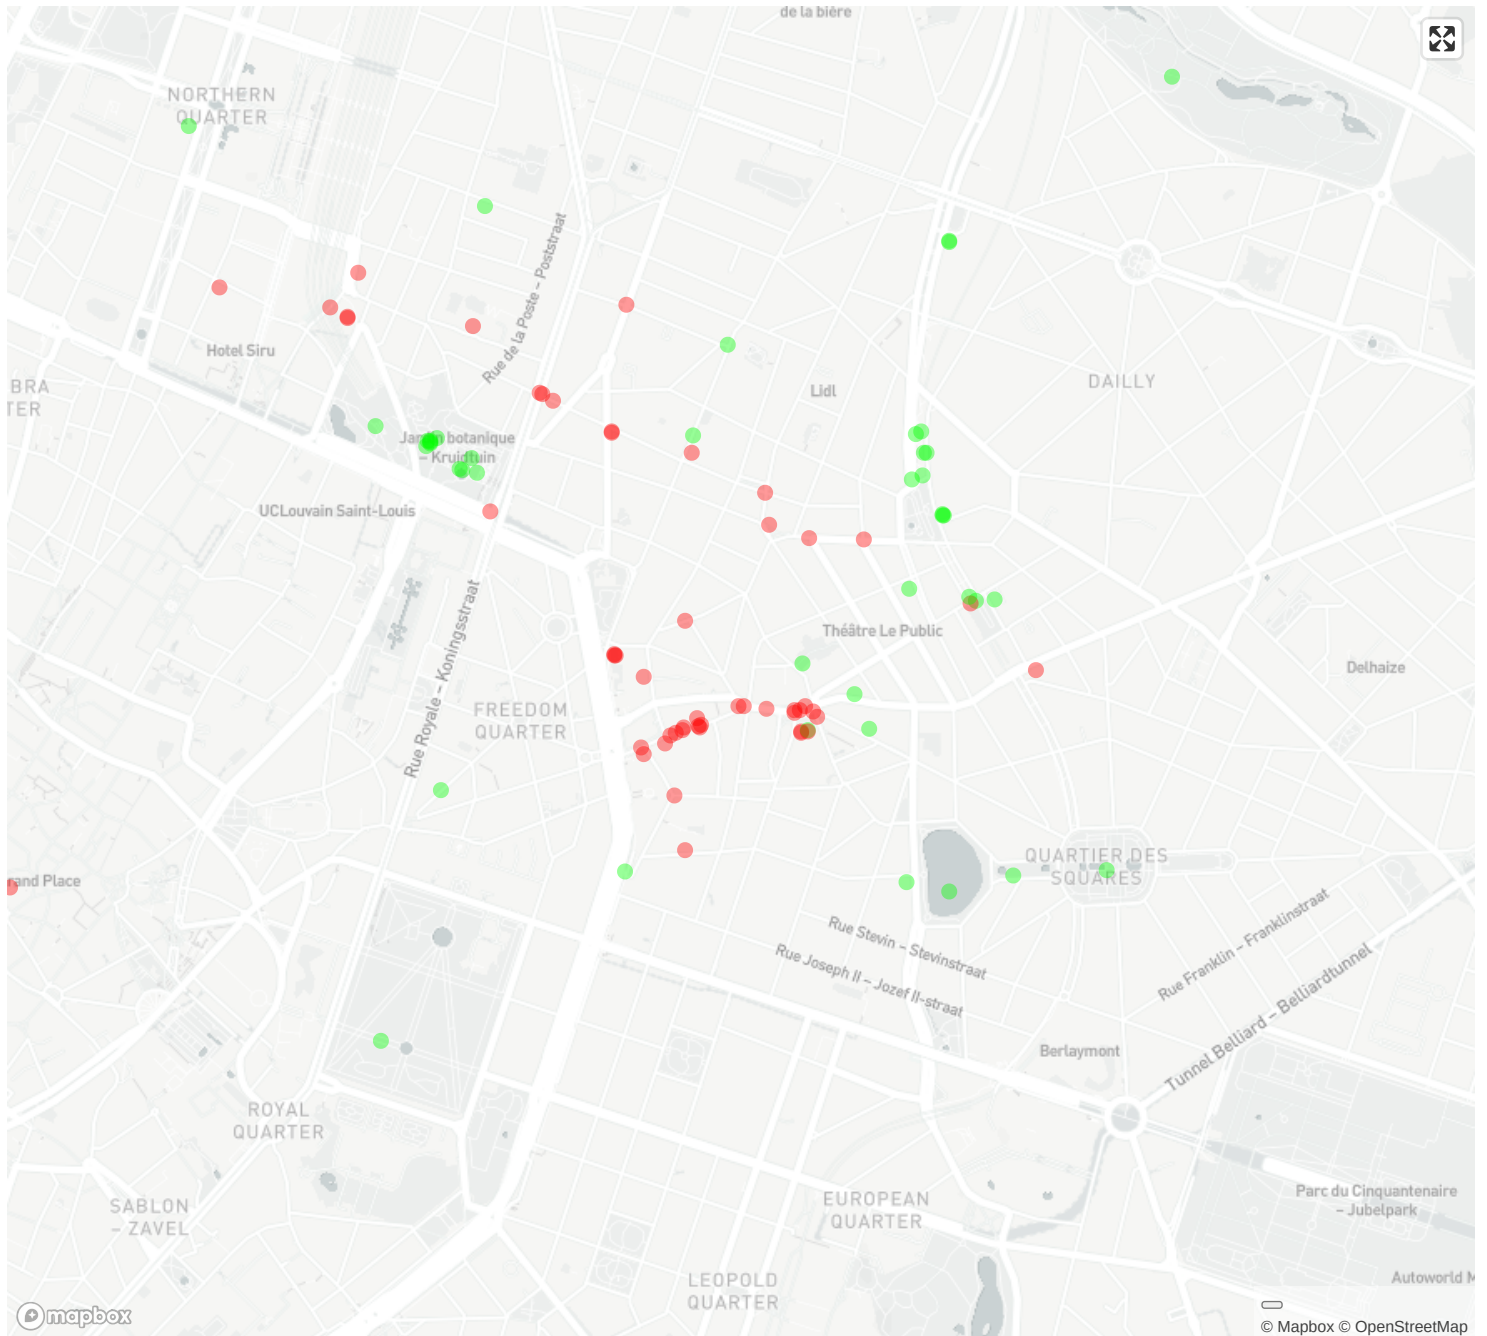 de la bière
NORTHERN
QUARTER
Rue de la Poste – Poststraat
Hotel Siru
BRA
TER
Lidl
DAILLY
Jardin botanique
– Kruidtuin
UCLouvain Saint-Louis
Rue Royale – Koningsstraat
Théâtre Le Public
Delhaize
FREEDOM
QUARTER
rand Place
QUARTIER DES
SQUARES
Rue Stevin – Stevinstraat
Rue Joseph II – Jozef II-straat
Rue Franklin – Franklinstraat
Tunnel Belliard – Belliardtunnel
Berlaymont
ROYAL
QUARTER
SABLON
– ZAVEL
EUROPEAN
QUARTER
Parc du Cinquantenaire
– Jubelpark
LEOPOLD
QUARTER
Autoworld M
mapbox
© Mapbox © OpenStreetMap